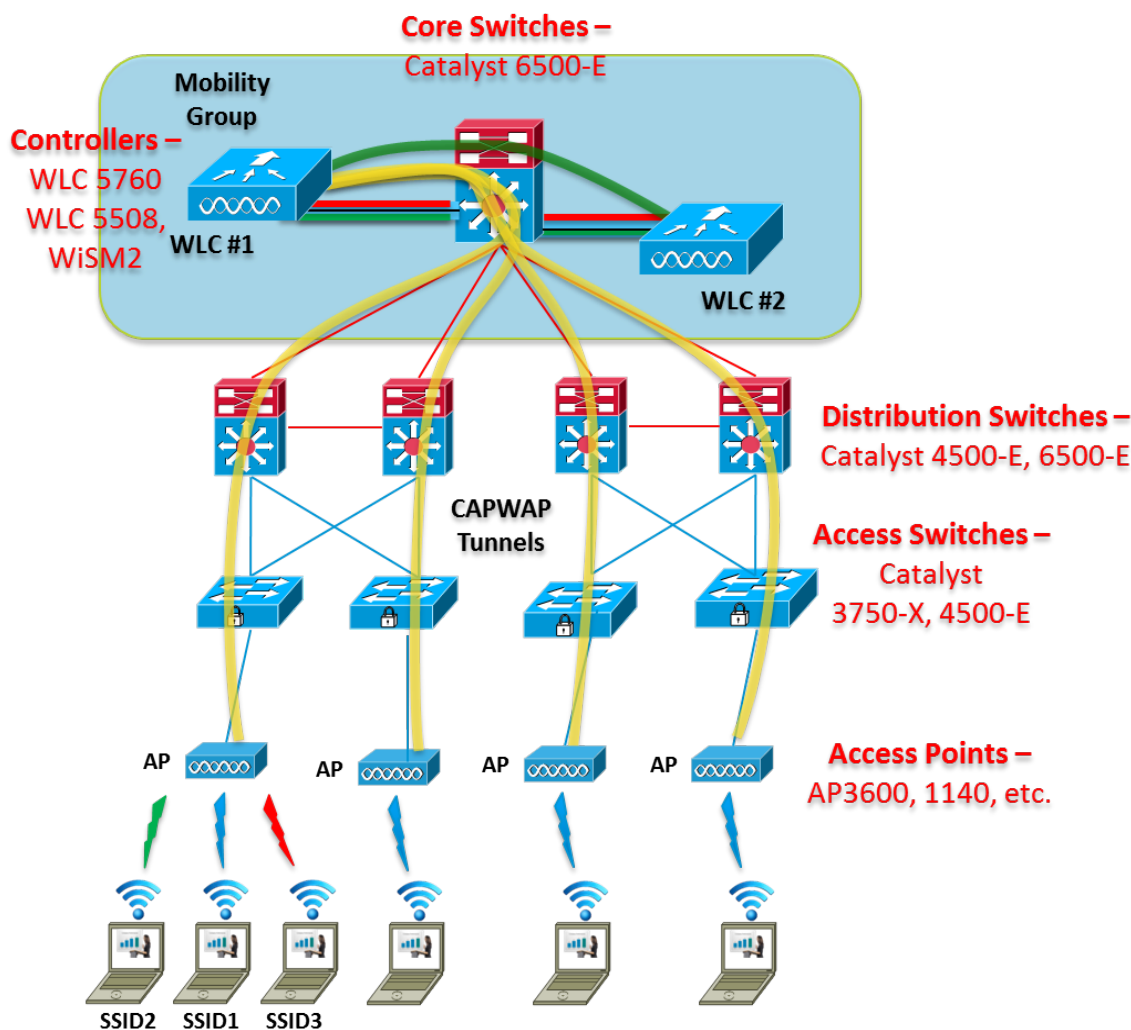 Core Switches –
Catalyst 6500-E
Mobility
Group
Controllers –
WLC 5760
WLC 5508,
WiSM2
WLC #1
WLC #2
Distribution Switches –
Catalyst 4500-E, 6500-E
CAPWAP
Tunnels
Access Switches –
Catalyst
3750-X, 4500-E
AP
AP
AP
AP
Access Points –
AP3600, 1140, etc.
SSID2
SSID1
SSID3